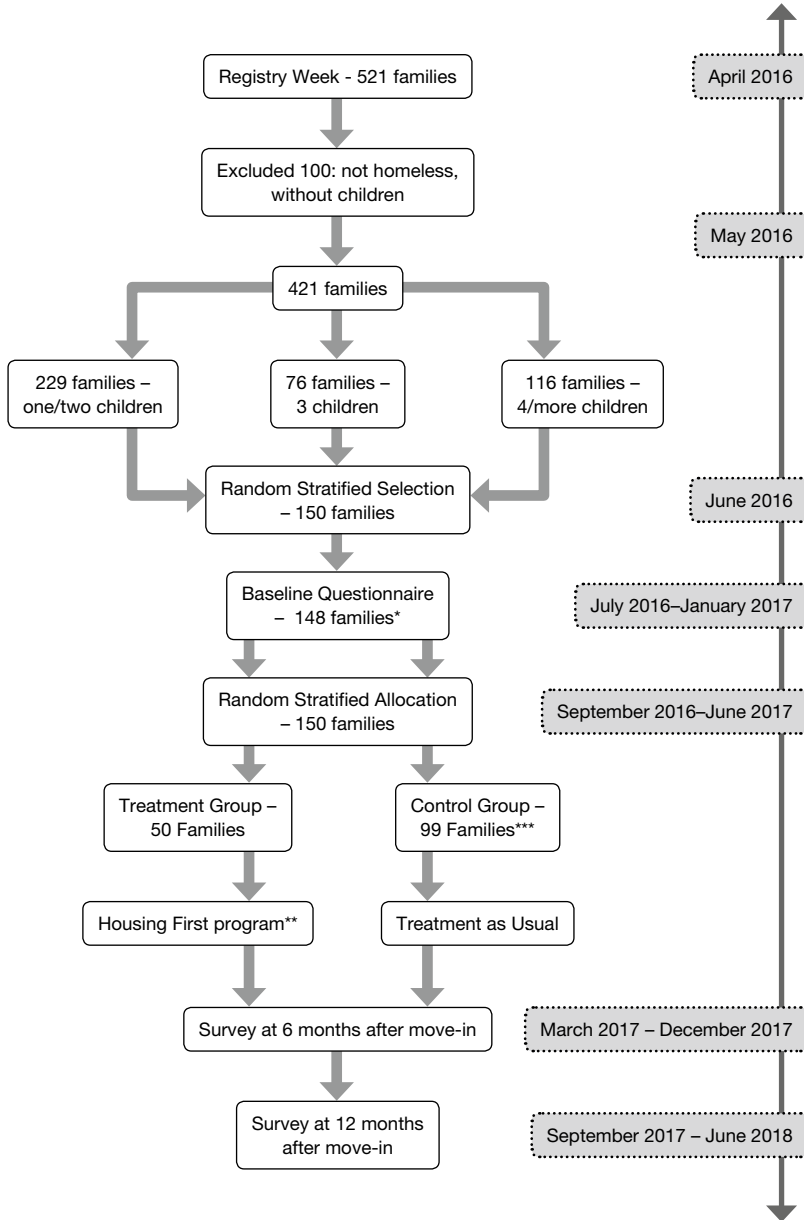 Registry Week - 521 families
April 2016
Excluded 100: not homeless,
without children
May 2016
421 families
229 families –
one/two children
76 families –
3 children
116 families –
4/more children
Random Stratified Selection
– 150 families
June 2016
Baseline Questionnaire
– 148 families*
July 2016–January 2017
Random Stratified Allocation
– 150 families
September 2016–June 2017
Treatment Group –
50 Families
Control Group –
99 Families***
Housing First program**
Treatment as Usual
Survey at 6 months after move-in
March 2017 – December 2017
Survey at 12 months
after move-in
September 2017 – June 2018